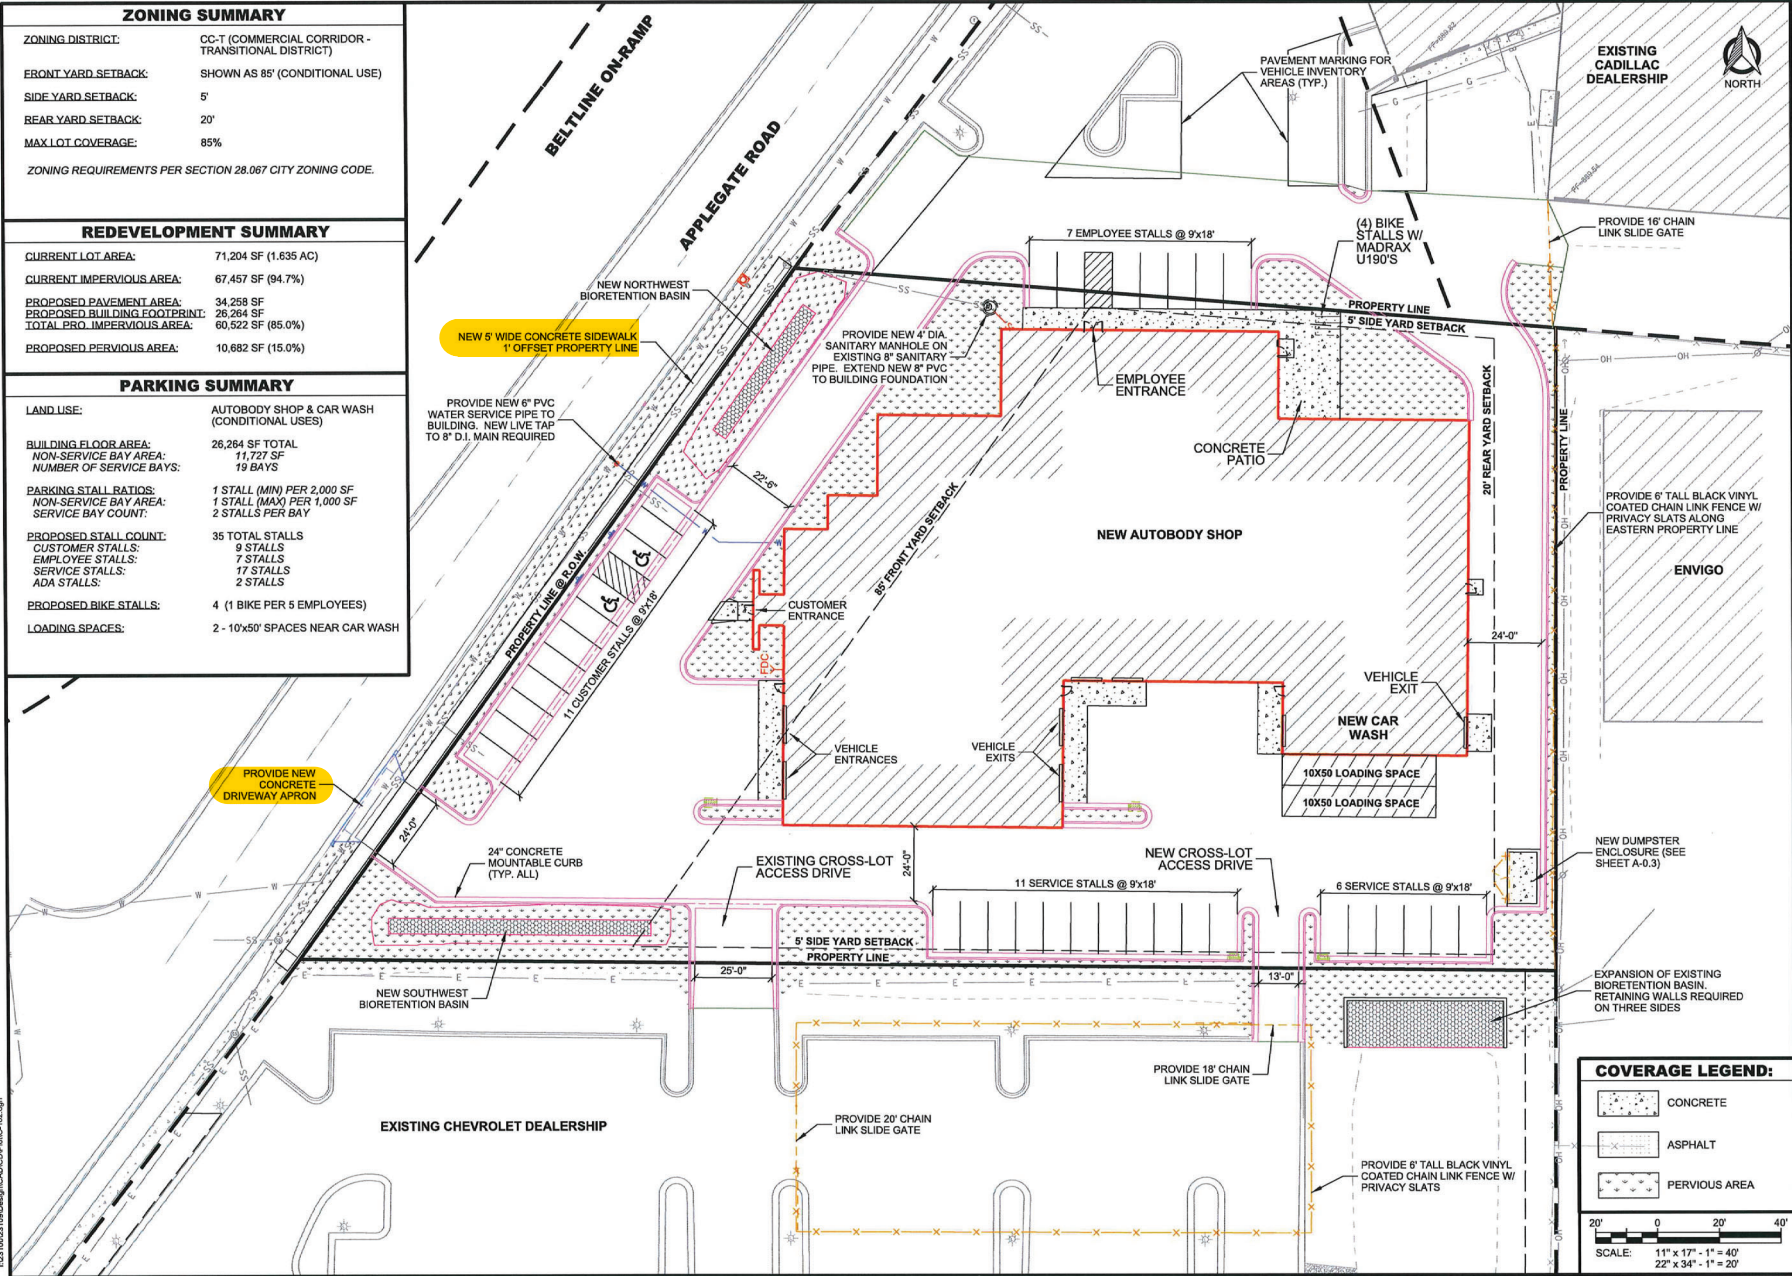 ZONING SUMMARY
ZONING DISTRICT: CC-T (COMMERCIAL CORRIDOR -
TRANSITIONAL DISTRICT)
FRONT YARD SETBACK: SHOWN AS 85' (CONDITIONAL USE)
SIDE YARD SETBACK: 5'
REAR YARD SETBACK: 20'
MAX LOT COVERAGE: 85%
ZONING REQUIREMENTS PER SECTION 28.067 CITY ZONING CODE.
REDEVELOPMENT SUMMARY
CURRENT LOT AREA: 71,204 SF (1.635 AC)
CURRENT IMPERVIOUS AREA: 67,457 SF (94.7%)
PROPOSED PAVEMENT AREA: 34,258 SF
PROPOSED BUILDING FOOTPRINT: 26,264 SF
TOTAL PRO. IMPERVIOUS AREA: 60,522 SF (85.0%)
PROPOSED PERVIOUS AREA: 10,682 SF (15.0%)
PARKING SUMMARY
LAND USE: AUTOBODY SHOP & CAR WASH
(CONDITIONAL USES)
BUILDING FLOOR AREA: 26,264 SF TOTAL
NON-SERVICE BAY AREA: 11,727 SF
NUMBER OF SERVICE BAYS: 19 BAYS
PARKING STALL RATIOS: 1 STALL (MIN) PER 2,000 SF
NON-SERVICE BAY AREA: 1 STALL (MAX) PER 1,000 SF
SERVICE BAY COUNT: 2 STALLS PER BAY
PROPOSED STALL COUNT: 35 TOTAL STALLS
CUSTOMER STALLS: 9 STALLS
EMPLOYEE STALLS: 7 STALLS
SERVICE STALLS: 17 STALLS
ADA STALLS: 2 STALLS
PROPOSED BIKE STALLS: 4 (1 BIKE PER 5 EMPLOYEES)
LOADING SPACES: 2 - 10'x50' SPACES NEAR CAR WASH
BELTLINE ON-RAMP
APPLEGATE ROAD
PAVEMENT MARKING FOR
VEHICLE INVENTORY
AREAS (TYP.)
EXISTING
CADILLAC
DEALERSHIP
NORTH
7 EMPLOYEE STALLS @ 9'x18'
(4) BIKE
STALLS W/
MADRAX
U190'S
PROVIDE 16' CHAIN
LINK SLIDE GATE
NEW NORTHWEST
BIORETENTION BASIN
NEW 5' WIDE CONCRETE SIDEWALK
1' OFFSET PROPERTY LINE
PROVIDE NEW 4' DIA.
SANITARY MANHOLE ON
EXISTING 8" SANITARY
PIPE. EXTEND NEW 8" PVC
TO BUILDING FOUNDATION
PROPERTY LINE
5' SIDE YARD SETBACK
EMPLOYEE
ENTRANCE
CONCRETE
PATIO
20' REAR YARD SETBACK
PROPERTY LINE
PROVIDE NEW 6" PVC
WATER SERVICE PIPE TO
BUILDING. NEW LIVE TAP
TO 8" D.I. MAIN REQUIRED
22'-6"
85' FRONT YARD SETBACK
NEW AUTOBODY SHOP
PROVIDE 6' TALL BLACK VINYL
COATED CHAIN LINK FENCE W/
PRIVACY SLATS ALONG
EASTERN PROPERTY LINE
ENVIGO
PROPERTY LINE @ R.O.W.
11 CUSTOMER STALLS @ 9'x18'
CUSTOMER
ENTRANCE
FDC
24'-0"
VEHICLE
EXIT
NEW CAR
WASH
VEHICLE
ENTRANCES
VEHICLE
EXITS
10X50 LOADING SPACE
10X50 LOADING SPACE
PROVIDE NEW
CONCRETE
DRIVEWAY APRON
24'-0"
24" CONCRETE
MOUNTABLE CURB
(TYP. ALL)
EXISTING CROSS-LOT
ACCESS DRIVE
24'-0"
NEW CROSS-LOT
ACCESS DRIVE
NEW DUMPSTER
ENCLOSURE (SEE
SHEET A-0.3)
11 SERVICE STALLS @ 9'x18'
6 SERVICE STALLS @ 9'x18'
5' SIDE YARD SETBACK
PROPERTY LINE
25'-0"
13'-0"
NEW SOUTHWEST
BIORETENTION BASIN
EXPANSION OF EXISTING
BIORETENTION BASIN.
RETAINING WALLS REQUIRED
ON THREE SIDES
PROVIDE 18' CHAIN
LINK SLIDE GATE
EXISTING CHEVROLET DEALERSHIP
PROVIDE 20' CHAIN
LINK SLIDE GATE
PROVIDE 6' TALL BLACK VINYL
COATED CHAIN LINK FENCE W/
PRIVACY SLATS
COVERAGE LEGEND:
CONCRETE
ASPHALT
PERVIOUS AREA
20' 0 20' 40'
SCALE: 11" x 17" - 1" = 40'
22" x 34" - 1" = 20'